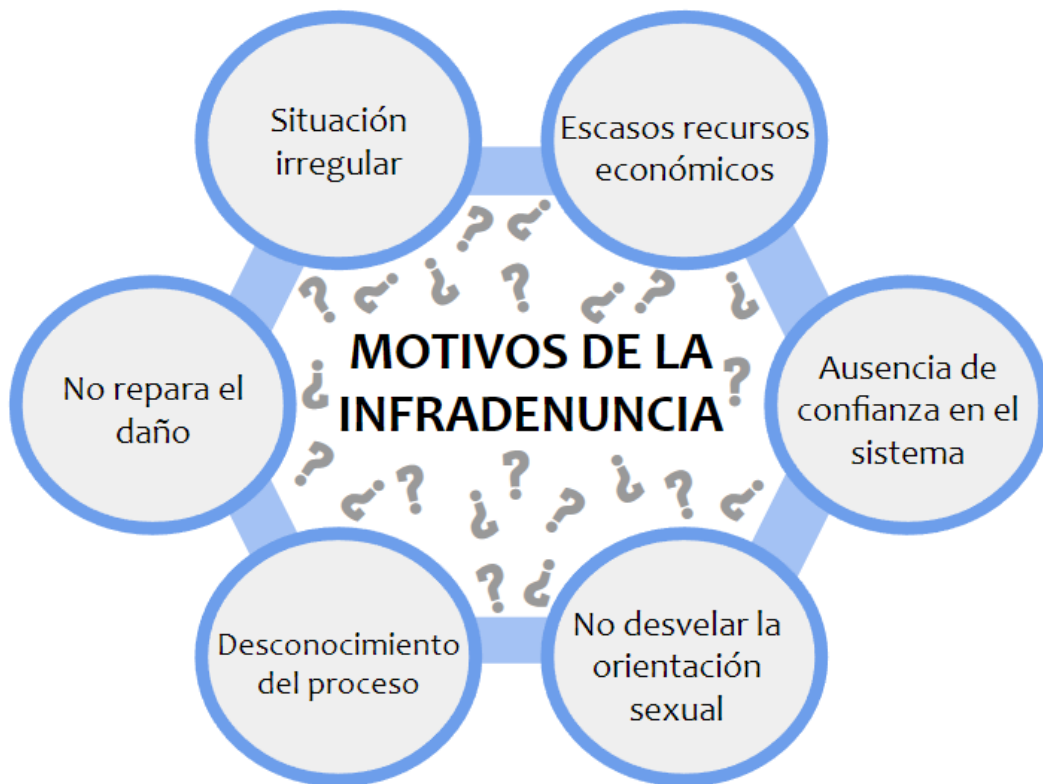 Situación
irregular
Escasos recursos
económicos
MOTIVOS DE LA
INFRADENUNCIA
No repara el
daño
Ausencia de
confianza en el
sistema
Desconocimiento
del proceso
No desvelar la
orientación
sexual